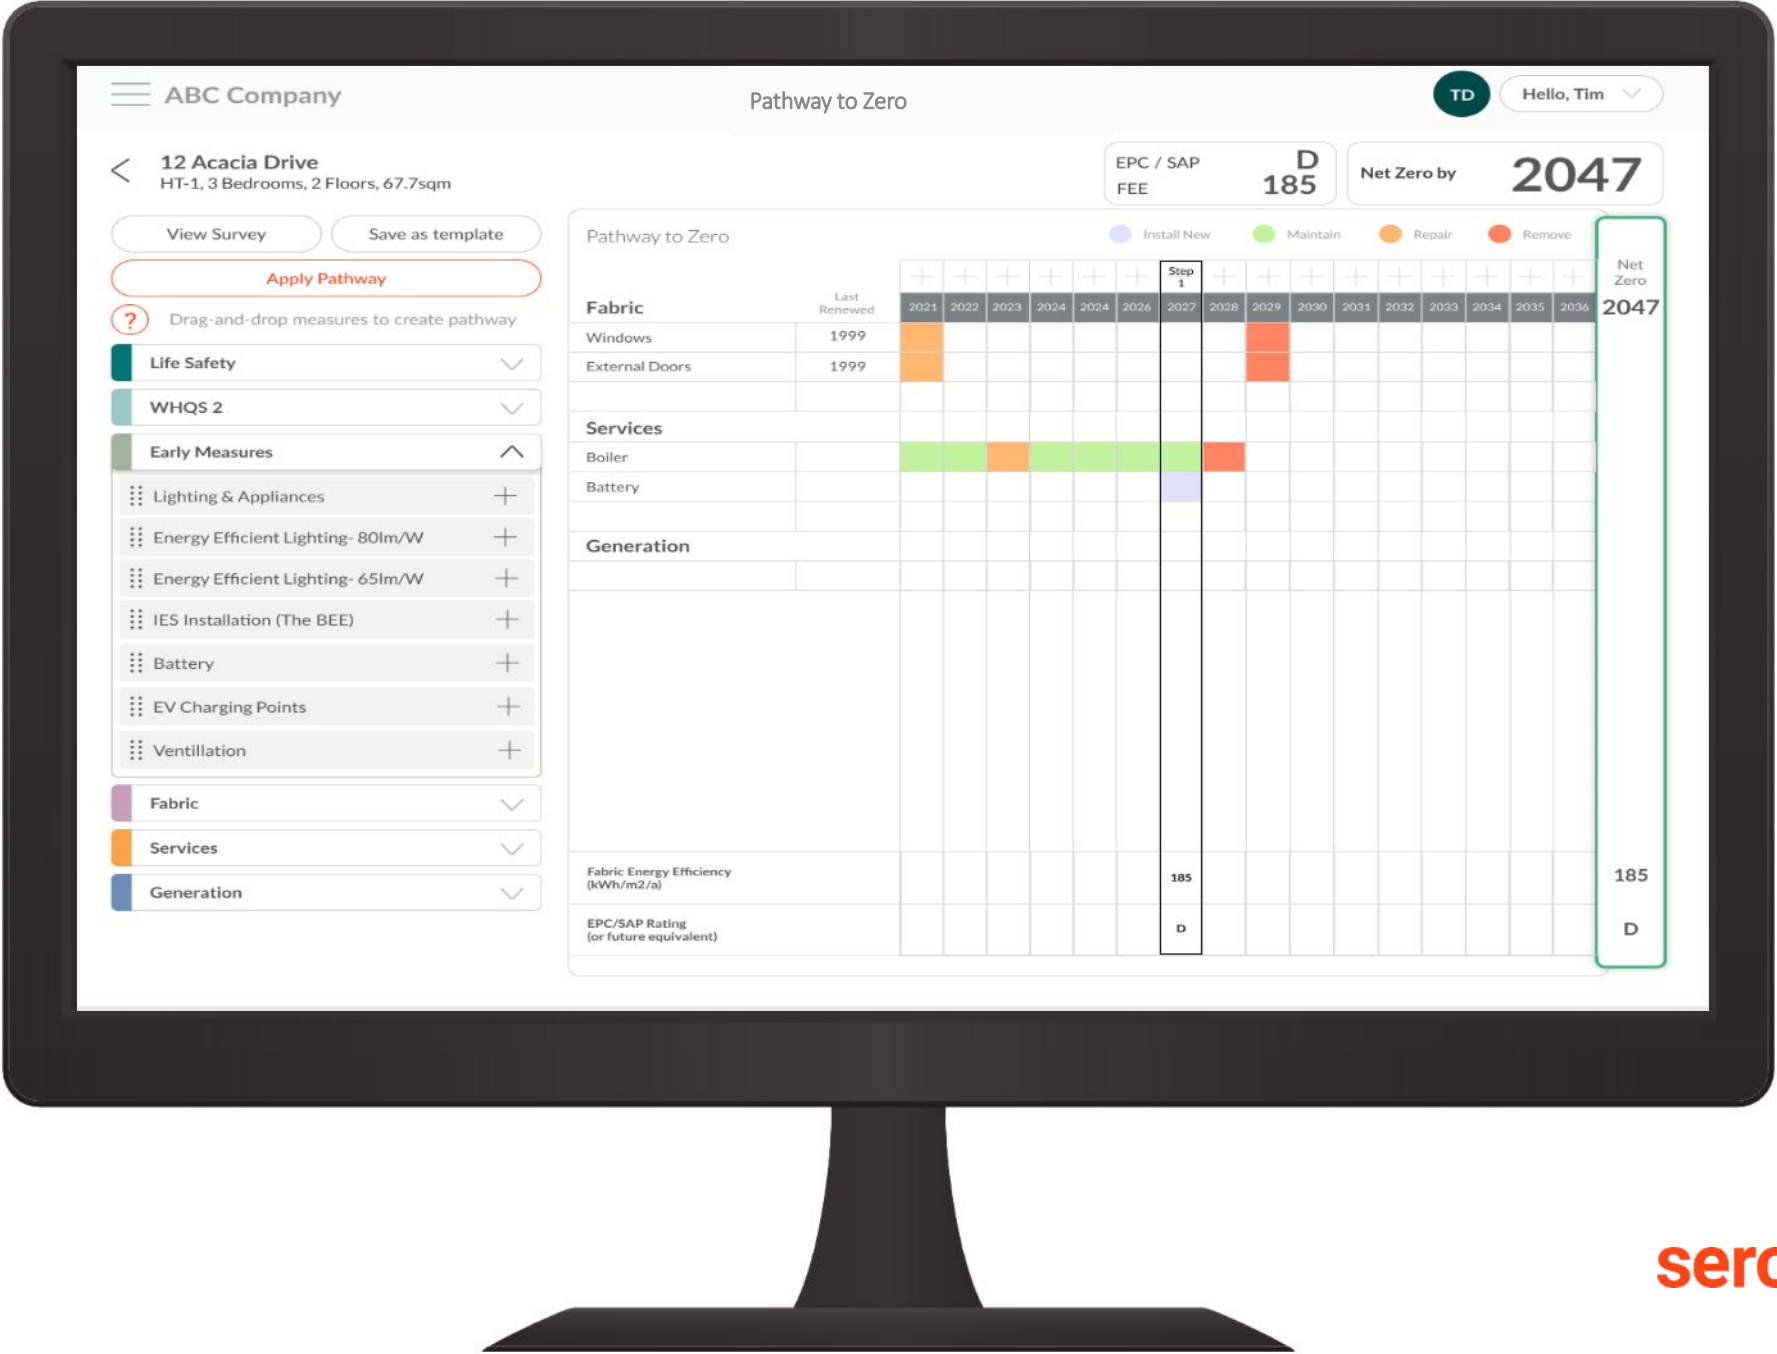 ABC Company
Pathway to Zero
TD
Hello, Tim
12 Acacia Drive
HT-1, 3 Bedrooms, 2 Floors, 67.7sqm
EPC / SAP D
FEE 185
Net Zero by 2047
View Survey
Save as template
Apply Pathway
? Drag-and-drop measures to create pathway
Life Safety
WHQS 2
Early Measures
Lighting & Appliances
Energy Efficient Lighting- 80lm/W
Energy Efficient Lighting- 65lm/W
IES Installation (The BEE)
Battery
EV Charging Points
Ventillation
Fabric
Services
Generation
Pathway to Zero
Install New
Maintain
Repair
Remove
Step
1
Net
Zero
2047
Fabric
Last
Renewed
2021 2022 2023 2024 2024 2026 2027 2028 2029 2030 2031 2032 2033 2034 2035 2036
Windows 1999
External Doors 1999
Services
Boiler
Battery
Generation
Fabric Energy Efficiency
(kWh/m2/a)
185
185
EPC/SAP Rating
(or future equivalent)
D
D
sero